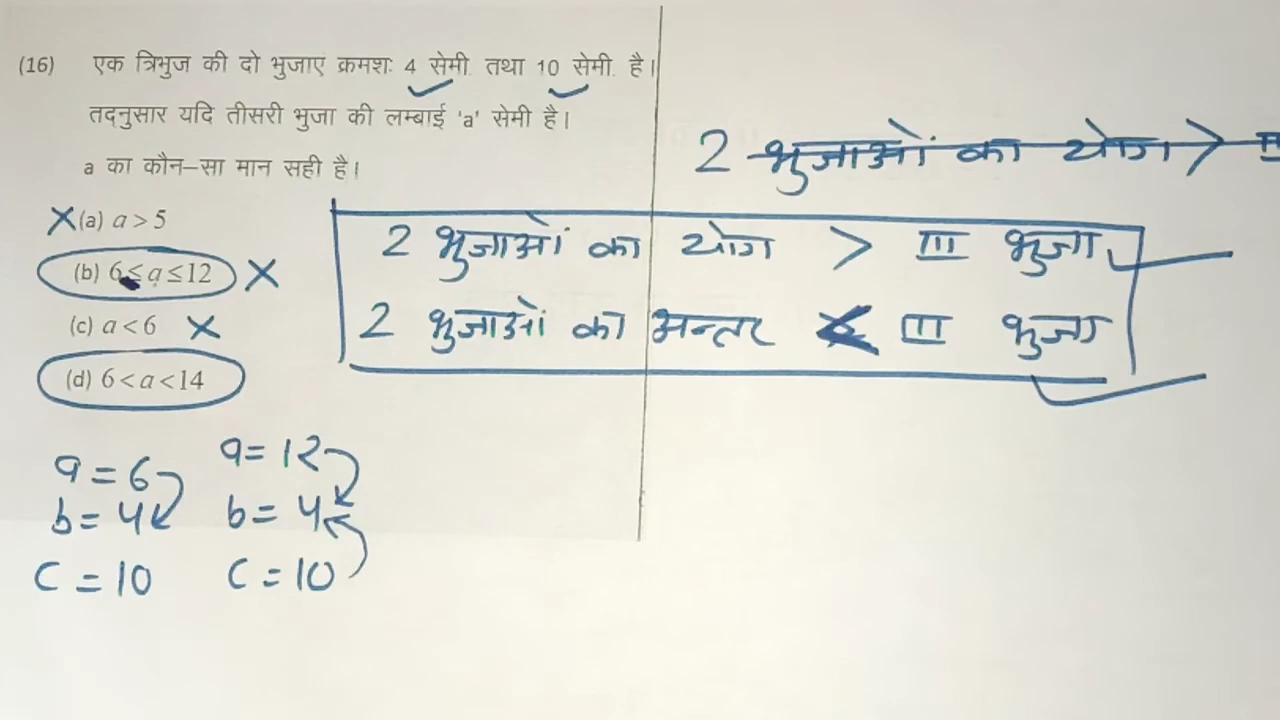 (16) एक त्रिभुज की दो भुजाए क्रमशः 4 सेमी. तथा 10 सेमी. है।
तद्नुसार यदि तीसरी भुजा की लम्बाई 'a' सेमी है।
a का कौन–सा मान सही है।
2 भुजाओं का योग >
(a) a > 5
2 भुजाओं का योग > III भुजा
(b) 6 ≤ a ≤ 12
(c) a < 6
2 भुजाओं का अन्तर < III भुजा
(d) 6 < a < 14
a = 6
b = 4
c = 10
a = 12
b = 4
c = 10